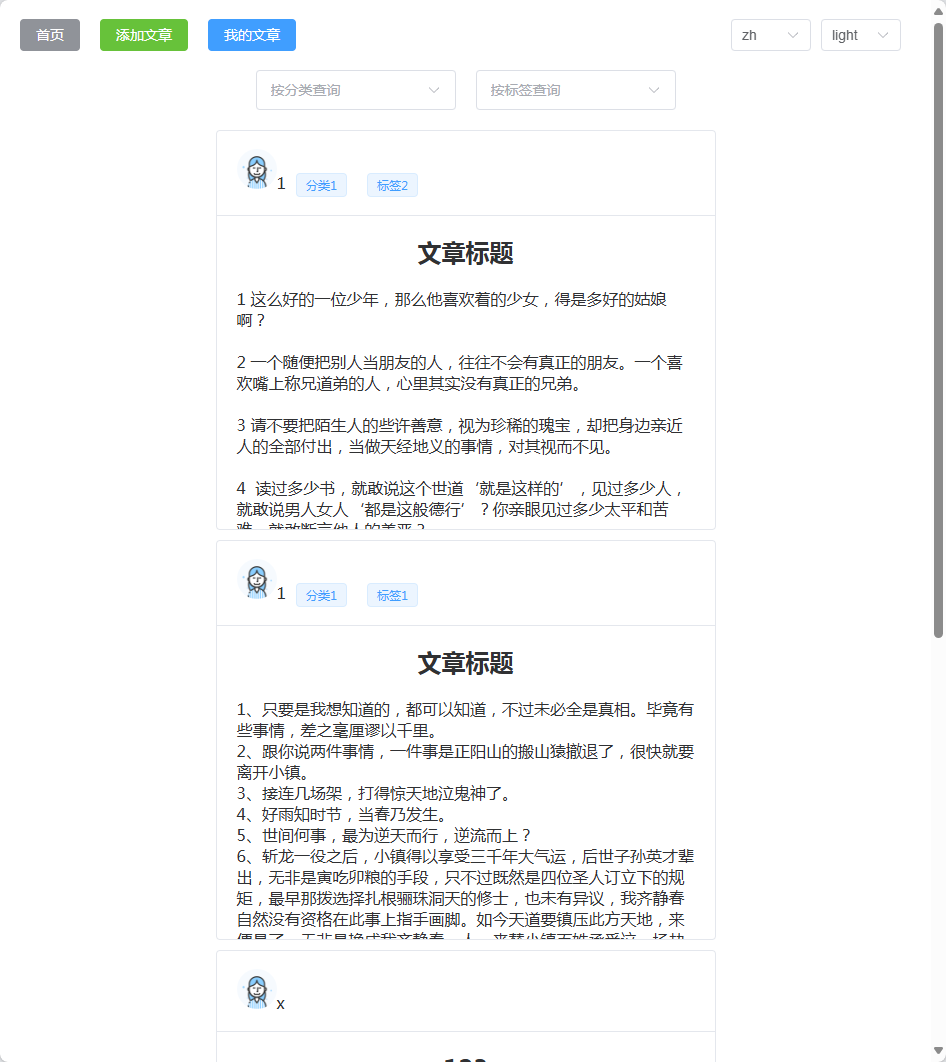 首页 添加文章 我的文章 zh light
按分类查询 按标签查询
1 分类1 标签2
文章标题
1 这么好的一位少年，那么他喜欢着的少女，得是多好的姑娘
啊？
2 一个随便把别人当朋友的人，往往不会有真正的朋友。一个喜
欢嘴上称兄道弟的人，心里其实没有真正的兄弟。
3 请不要把陌生人的些许善意，视为珍稀的瑰宝，却把身边亲近
人的全部付出，当做天经地义的事情，对其视而不见。
4 读过多少书，就敢说这个世道‘就是这样的’，见过多少人，
就敢说男人女人‘都是这般德行’？你亲眼见过多少太平和苦
难，就敢断言他人的善恶？
1 分类1 标签1
文章标题
1、只要是我想知道的，都可以知道，不过未必全是真相。毕竟有
些事情，差之毫厘谬以千里。
2、跟你说两件事情，一件事是正阳山的搬山猿撤退了，很快就要
离开小镇。
3、接连几场架，打得惊天地泣鬼神了。
4、好雨知时节，当春乃发生。
5、世间何事，最为逆天而行，逆流而上？
6、斩龙一役之后，小镇得以享受三千年大气运，后世子孙英才辈
出，无非是寅吃卯粮的手段，只不过既然是四位圣人订立下的规
矩，最早那拨选择扎根骊珠洞天的修士，也未有异议，我齐静春
自然没有资格在此事上指手画脚。如今天道要镇压此方天地，来
x